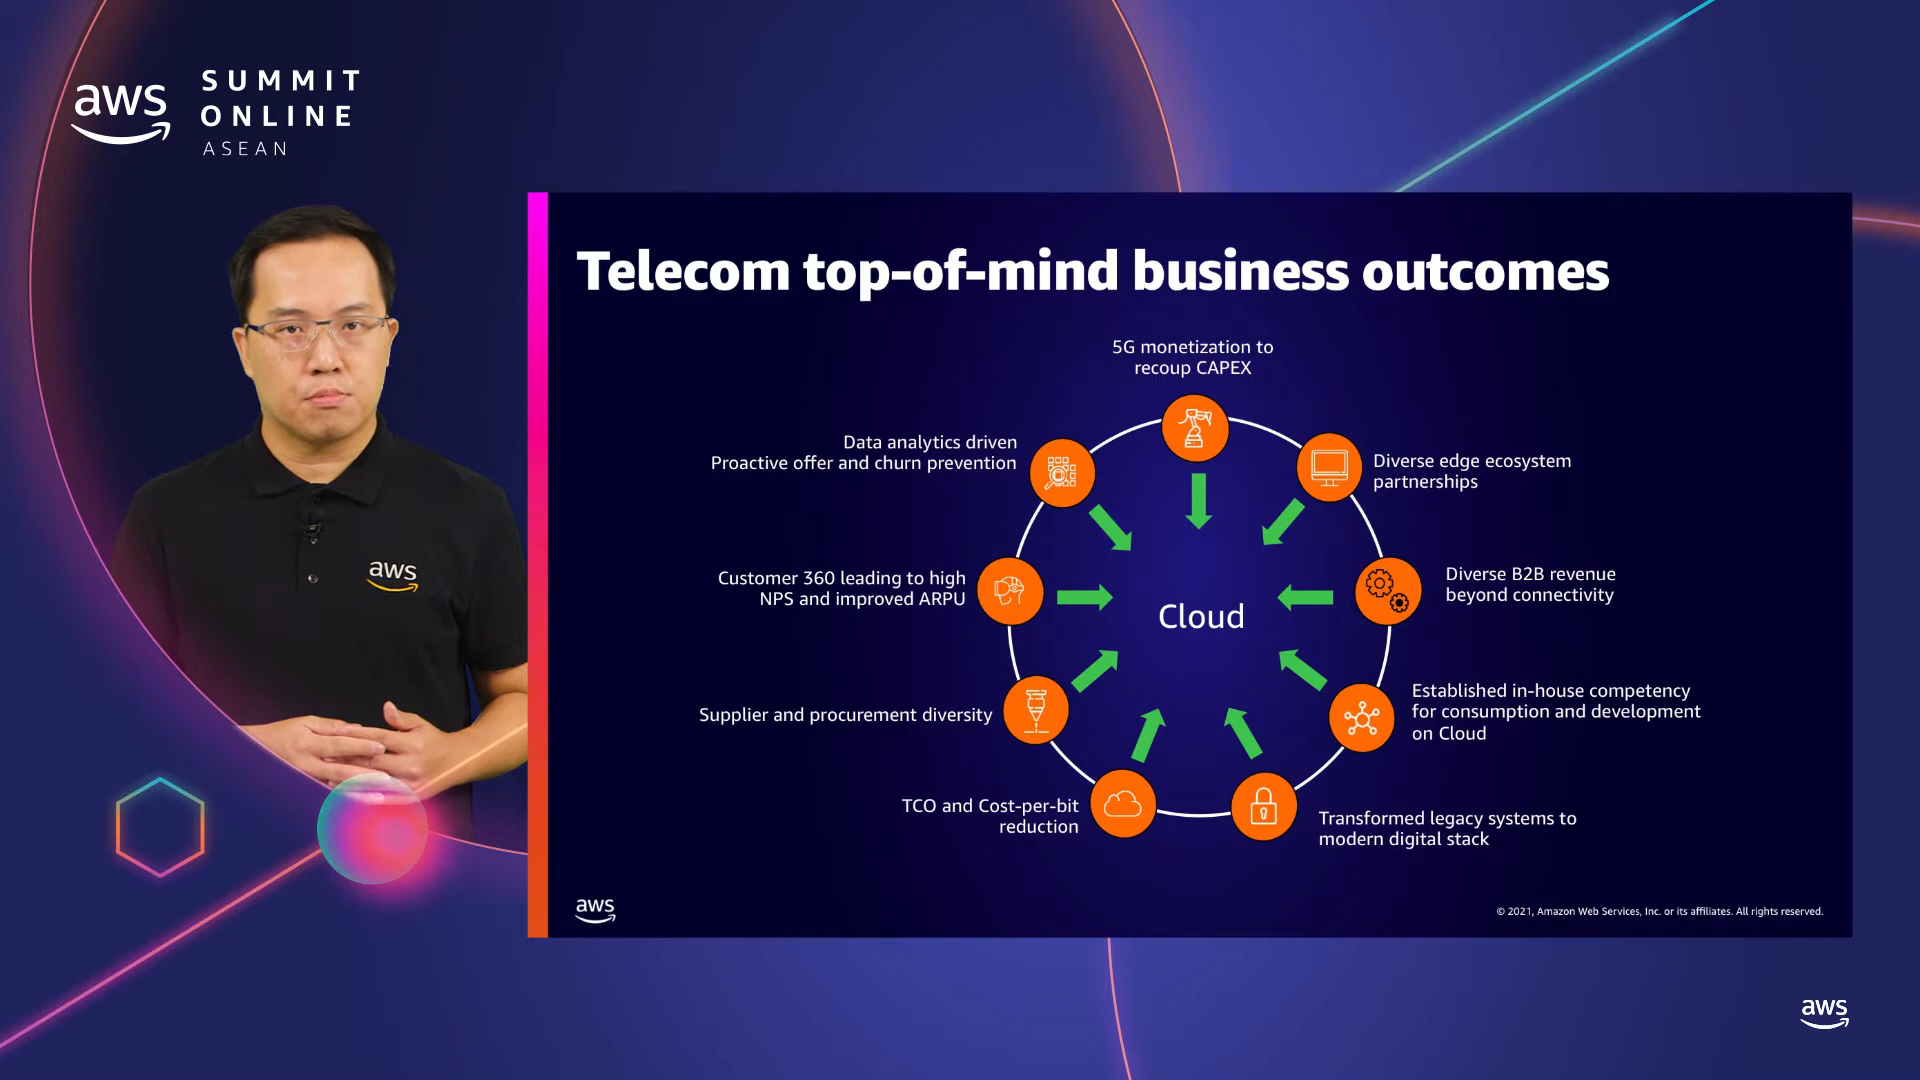 aws
SUMMIT
ONLINE
ASEAN
aws
Telecom top-of-mind business outcomes
5G monetization to
recoup CAPEX
Data analytics driven
Proactive offer and churn prevention
Diverse edge ecosystem
partnerships
Customer 360 leading to high
NPS and improved ARPU
Cloud
Diverse B2B revenue
beyond connectivity
Supplier and procurement diversity
Established in-house competency
for consumption and development
on Cloud
TCO and Cost-per-bit
reduction
Transformed legacy systems to
modern digital stack
aws
© 2021, Amazon Web Services, Inc. or its affiliates. All rights reserved.
aws